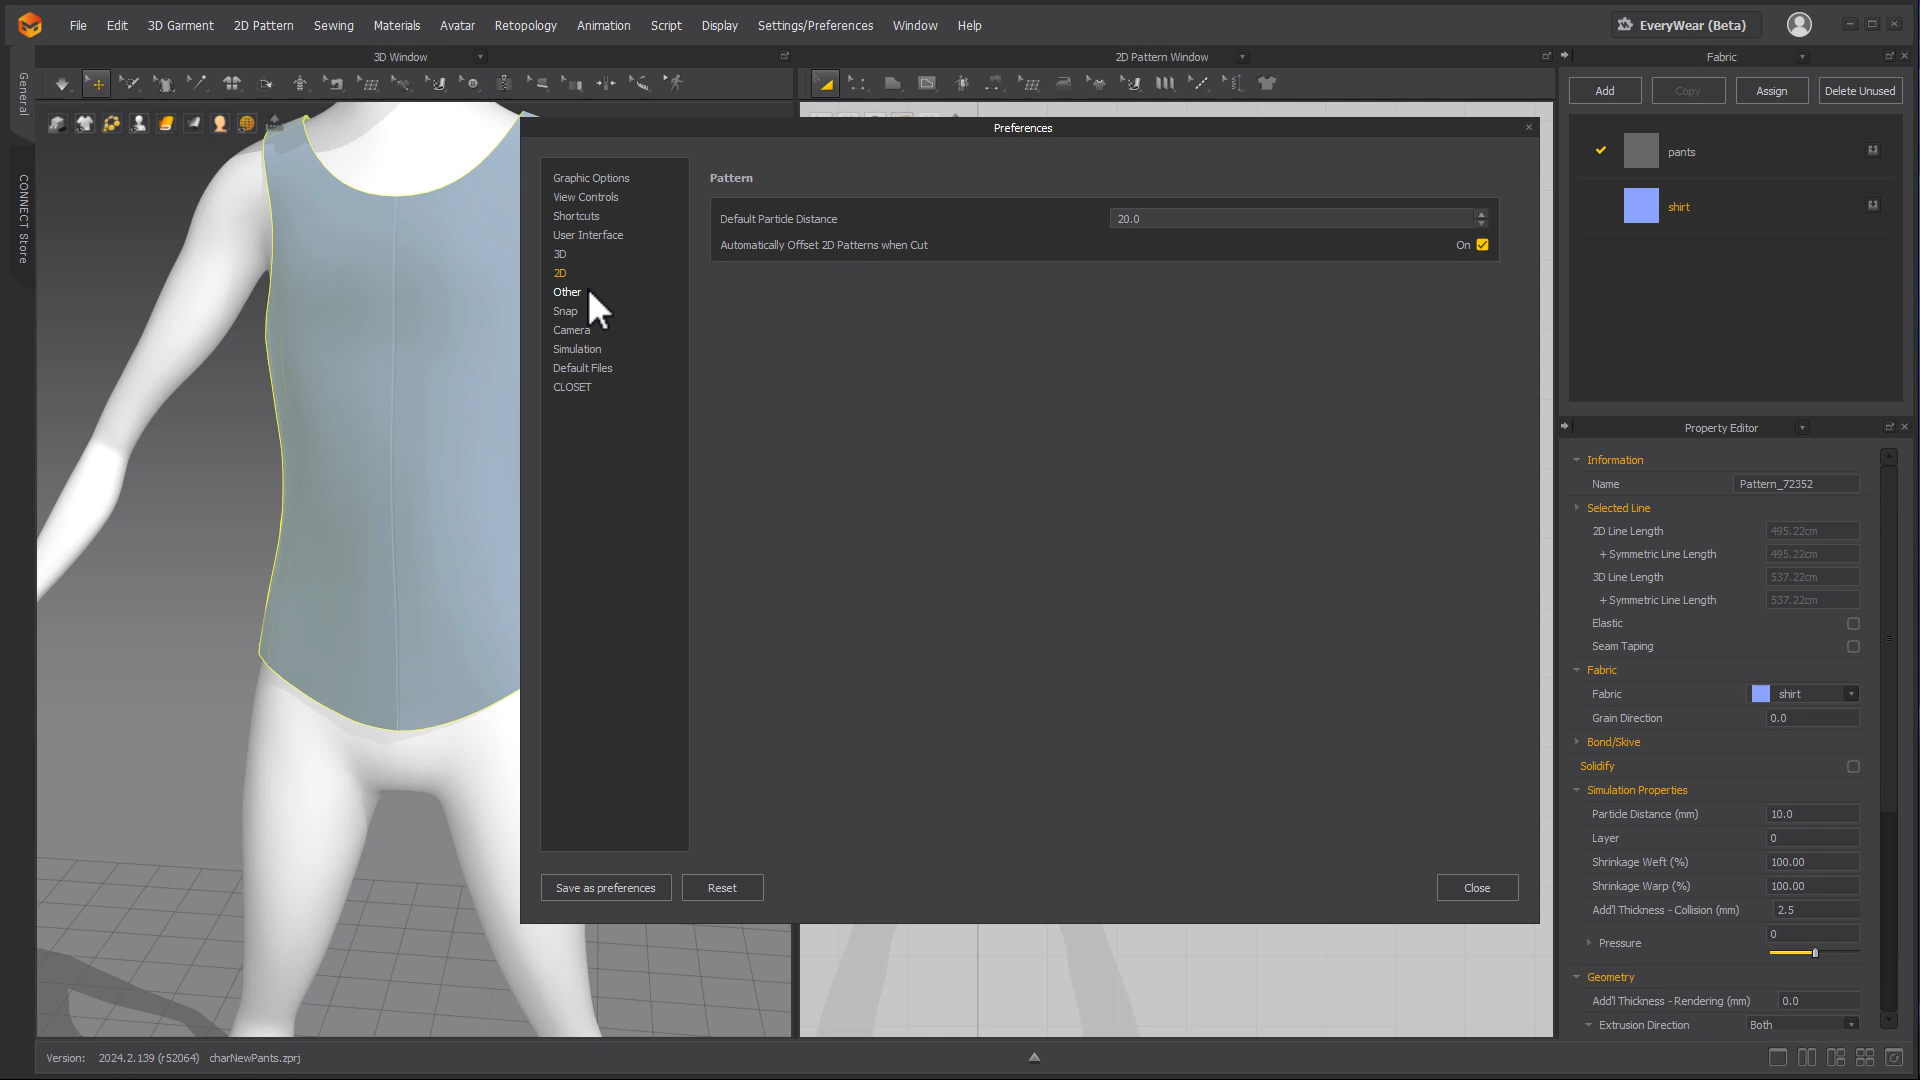 File Edit 3D Garment 2D Pattern Sewing Materials Avatar Retopology Animation Script Display Settings/Preferences Window Help
EveryWear (Beta)
3D Window
2D Pattern Window
Fabric
General
CONNECT Store
Add Copy Assign Delete Unused
pants
shirt
Preferences
Graphic Options
View Controls
Shortcuts
User Interface
3D
2D
Other
Snap
Camera
Simulation
Default Files
CLOSET
Pattern
Default Particle Distance 20.0
Automatically Offset 2D Patterns when Cut On
Save as preferences Reset Close
Property Editor
Information
Name Pattern_72352
Selected Line
2D Line Length 495.22cm
+ Symmetric Line Length 495.22cm
3D Line Length 537.22cm
+ Symmetric Line Length 537.22cm
Elastic
Seam Taping
Fabric
Fabric shirt
Grain Direction 0.0
Bond/Skive
Solidify
Simulation Properties
Particle Distance (mm) 10.0
Layer 0
Shrinkage Weft (%) 100.00
Shrinkage Warp (%) 100.00
Add'l Thickness - Collision (mm) 2.5
Pressure 0
Geometry
Add'l Thickness - Rendering (mm) 0.0
Extrusion Direction Both
Version: 2024.2.139 (r52064) charNewPants.zprj